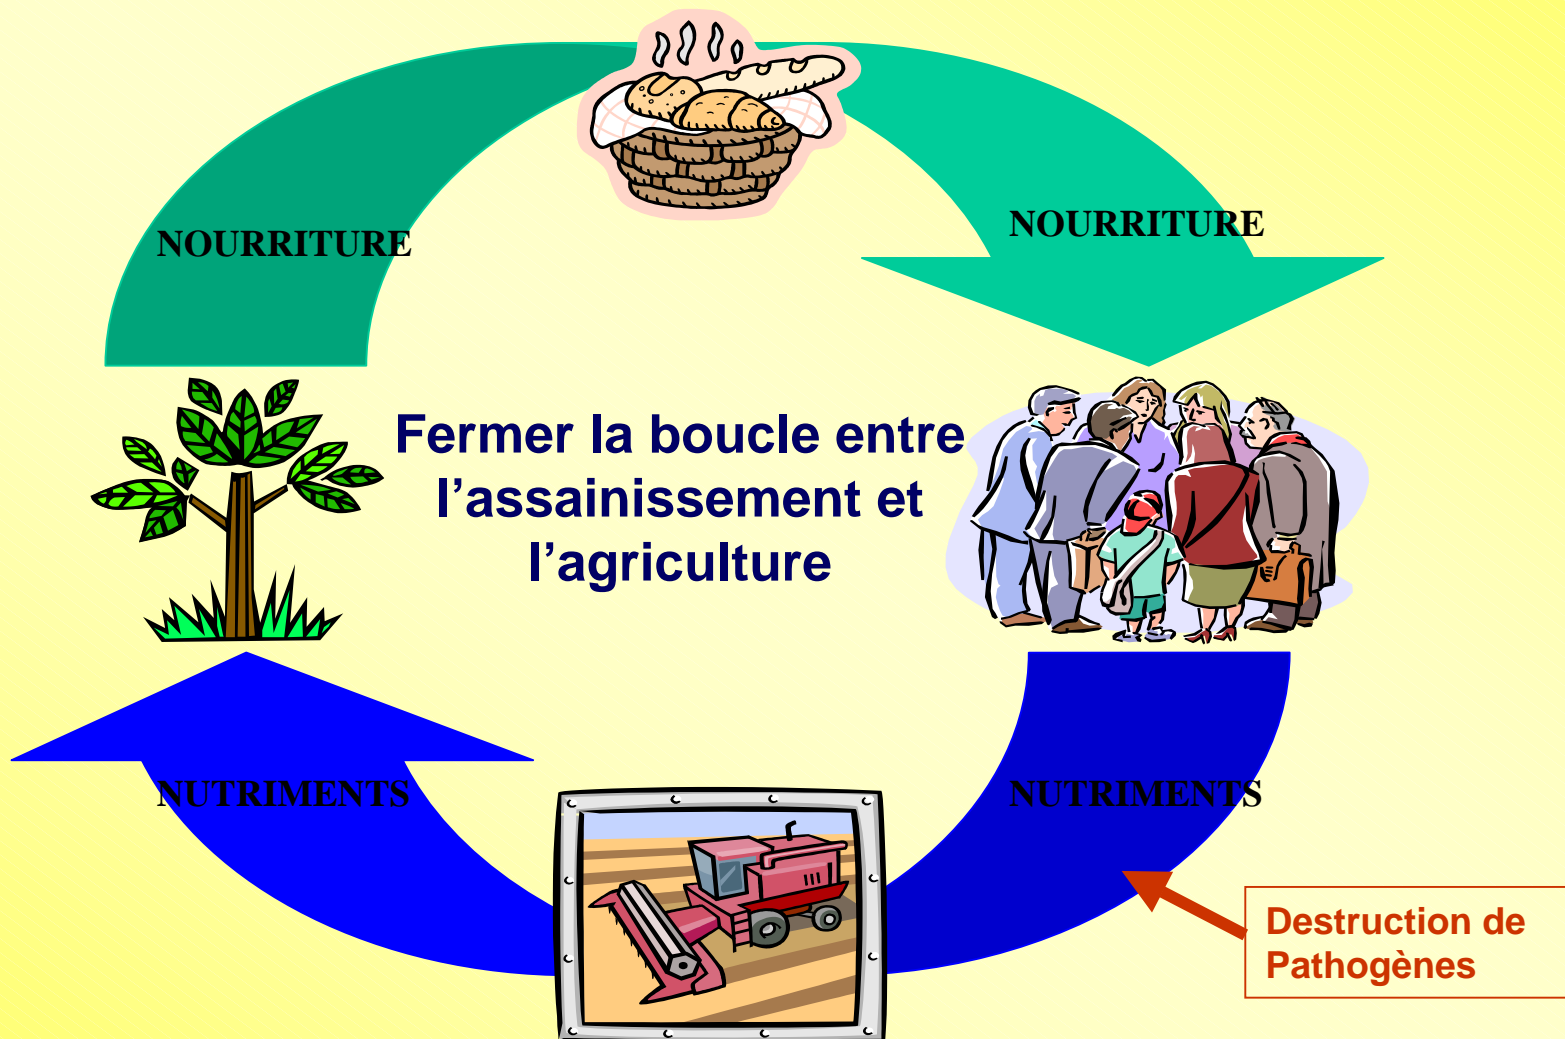 NOURRITURE
NOURRITURE
Fermer la boucle entre
l’assainissement et
l’agriculture
NUTRIMENTS
NUTRIMENTS
Destruction de
Pathogènes